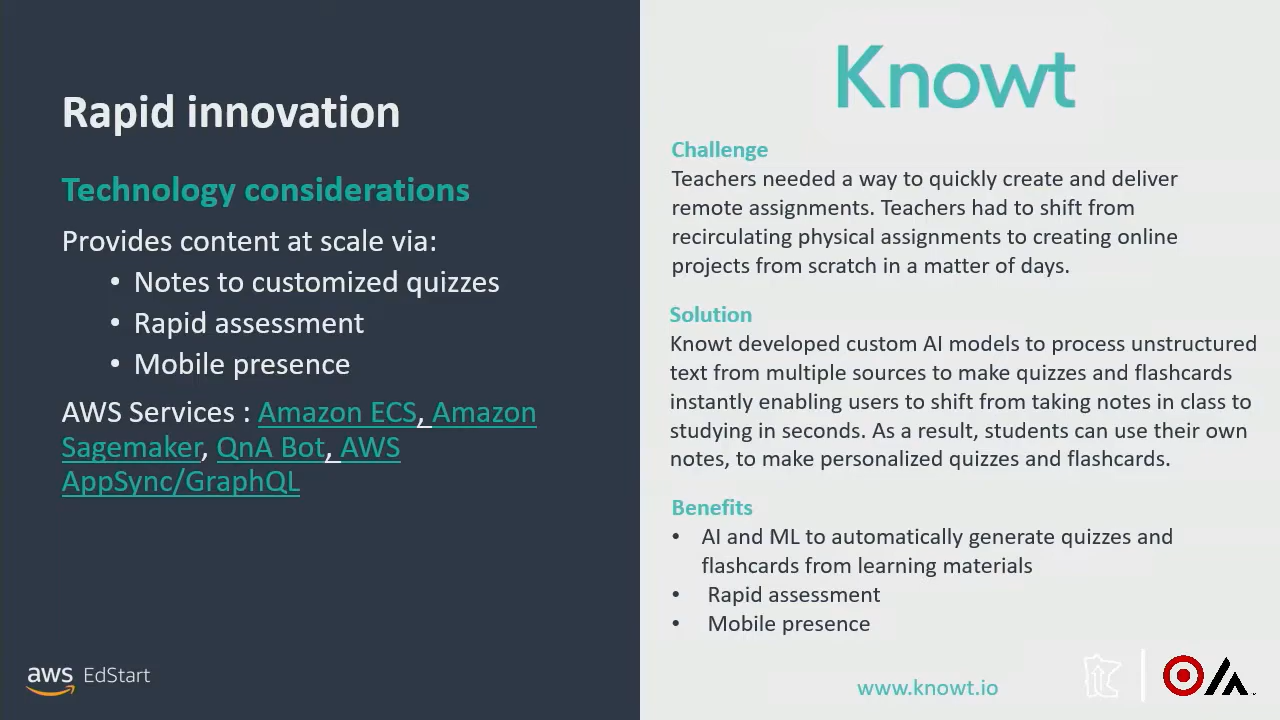 Rapid innovation
Technology considerations
Provides content at scale via:
• Notes to customized quizzes
• Rapid assessment
• Mobile presence
AWS Services : Amazon ECS, Amazon
Sagemaker, QnA Bot, AWS
AppSync/GraphQL
aws EdStart
Knowt
Challenge
Teachers needed a way to quickly create and deliver
remote assignments. Teachers had to shift from
recirculating physical assignments to creating online
projects from scratch in a matter of days.
Solution
Knowt developed custom AI models to process unstructured
text from multiple sources to make quizzes and flashcards
instantly enabling users to shift from taking notes in class to
studying in seconds. As a result, students can use their own
notes, to make personalized quizzes and flashcards.
Benefits
• AI and ML to automatically generate quizzes and
flashcards from learning materials
• Rapid assessment
• Mobile presence
www.knowt.io